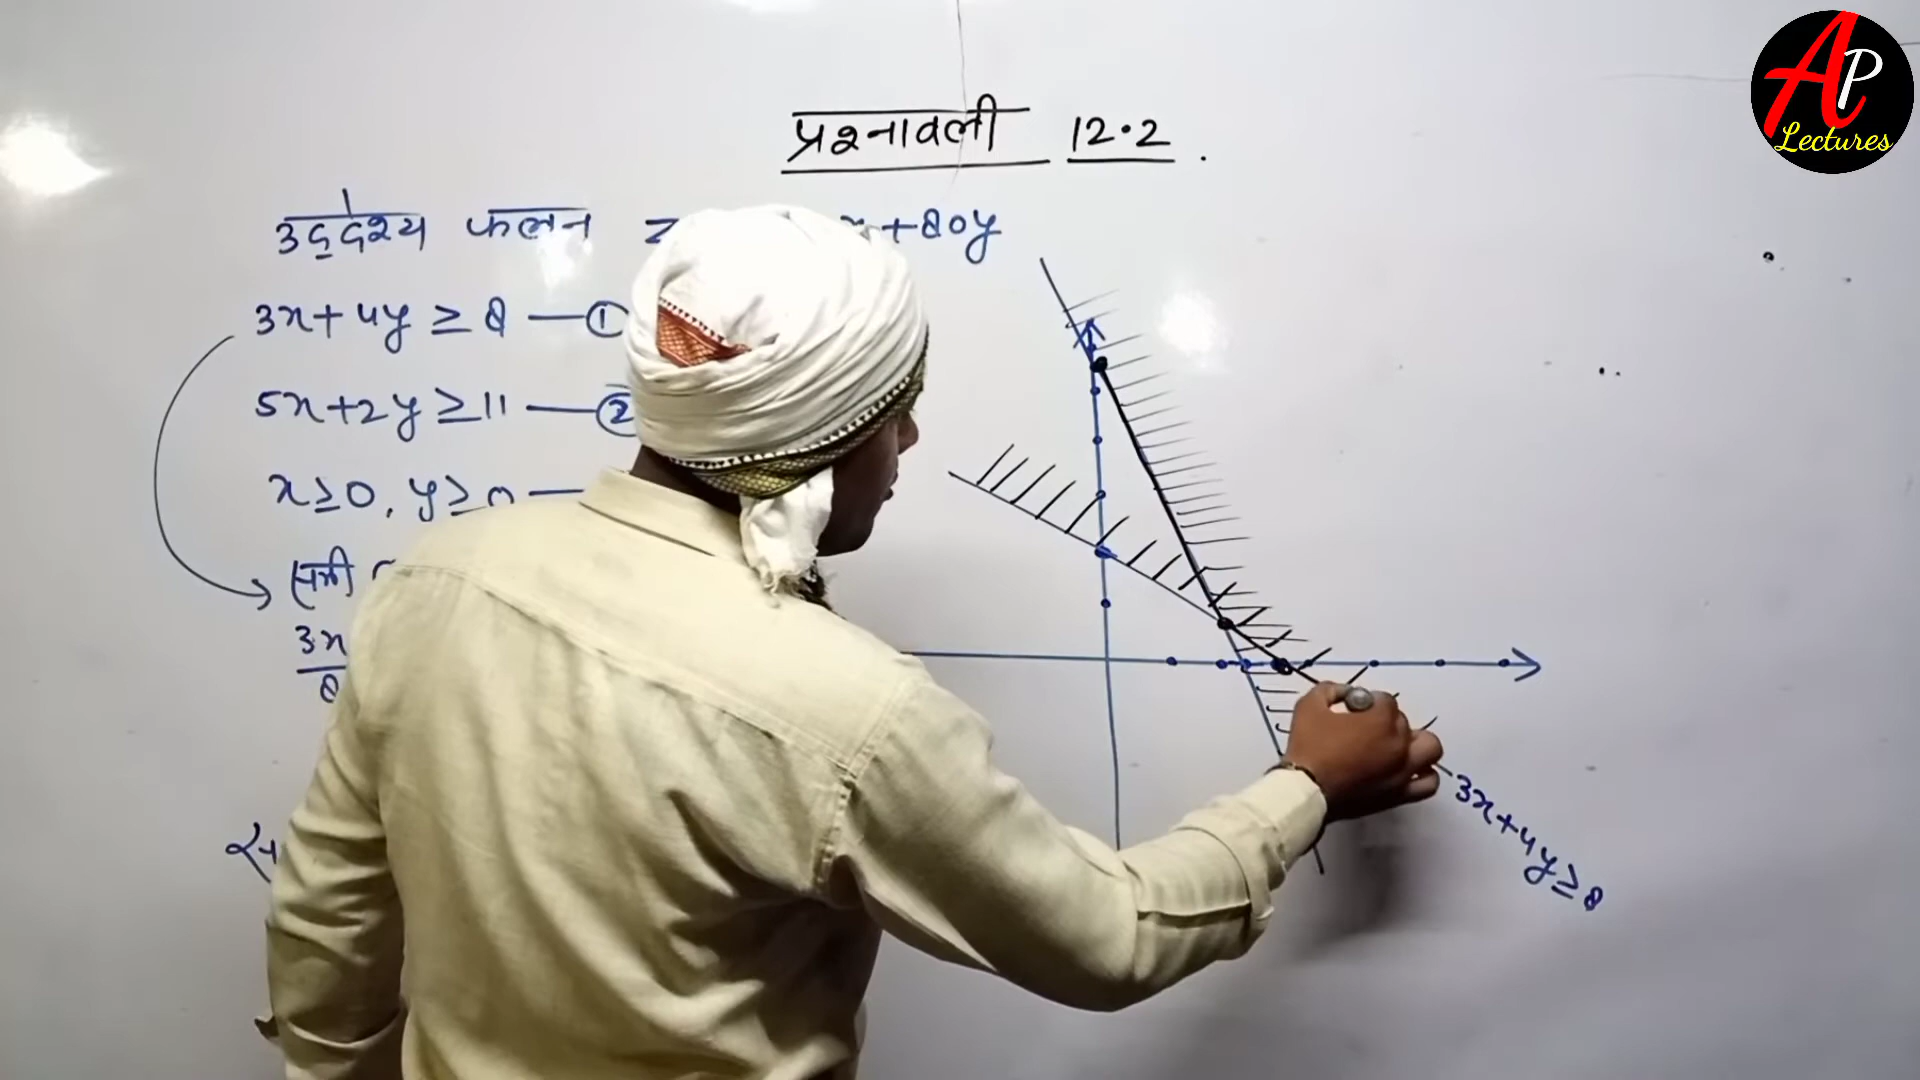 AP
Lectures
प्रश्नावली 12.2
उद्देश्य फलन x+80y
3x+4y ≥ 8 — ①
5x+2y ≥ 11 — ②
x≥0, y≥0 —
3x
8
3x+4y≥8